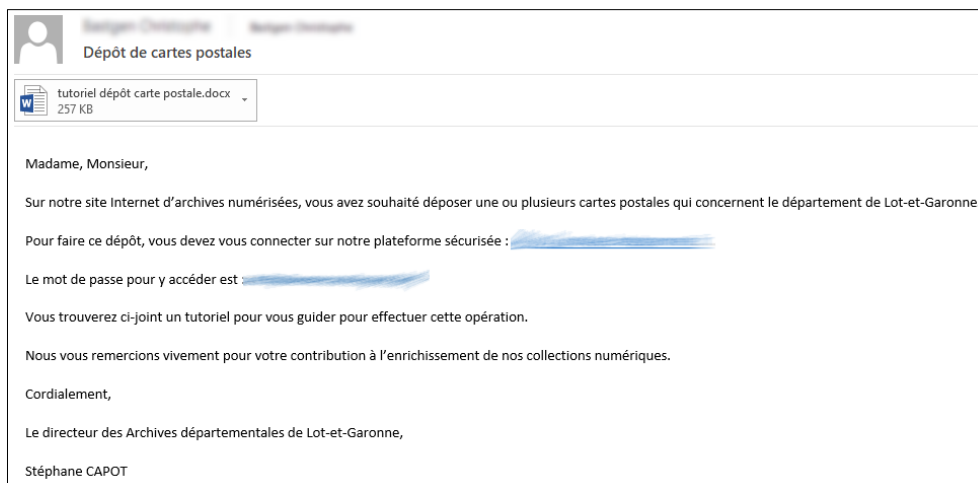 Dépôt de cartes postales
tutoriel dépôt carte postale.docx
257 KB
Madame, Monsieur,
Sur notre site Internet d'archives numérisées, vous avez souhaité déposer une ou plusieurs cartes postales qui concernent le département de Lot-et-Garonne
Pour faire ce dépôt, vous devez vous connecter sur notre plateforme sécurisée :
Le mot de passe pour y accéder est :
Vous trouverez ci-joint un tutoriel pour vous guider pour effectuer cette opération.
Nous vous remercions vivement pour votre contribution à l'enrichissement de nos collections numériques.
Cordialement,
Le directeur des Archives départementales de Lot-et-Garonne,
Stéphane CAPOT